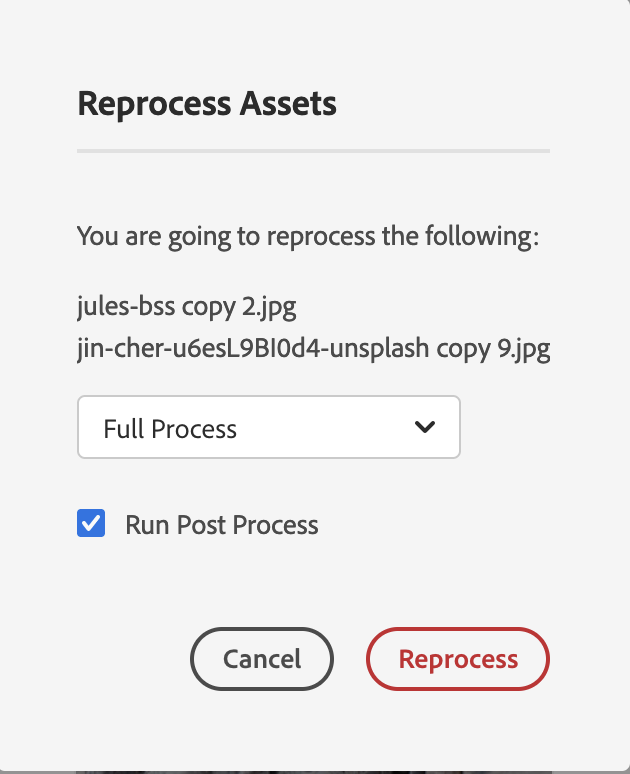 Reprocess Assets
You are going to reprocess the following:
jules-bss copy 2.jpg
jin-cher-u6esL9BI0d4-unsplash copy 9.jpg
Full Process
Run Post Process
Cancel
Reprocess